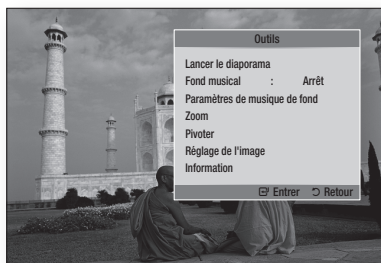 Outils
Lancer le diaporama
Fond musical : Arrêt
Paramètres de musique de fond
Zoom
Pivoter
Réglage de l'image
Information
Entrer Retour